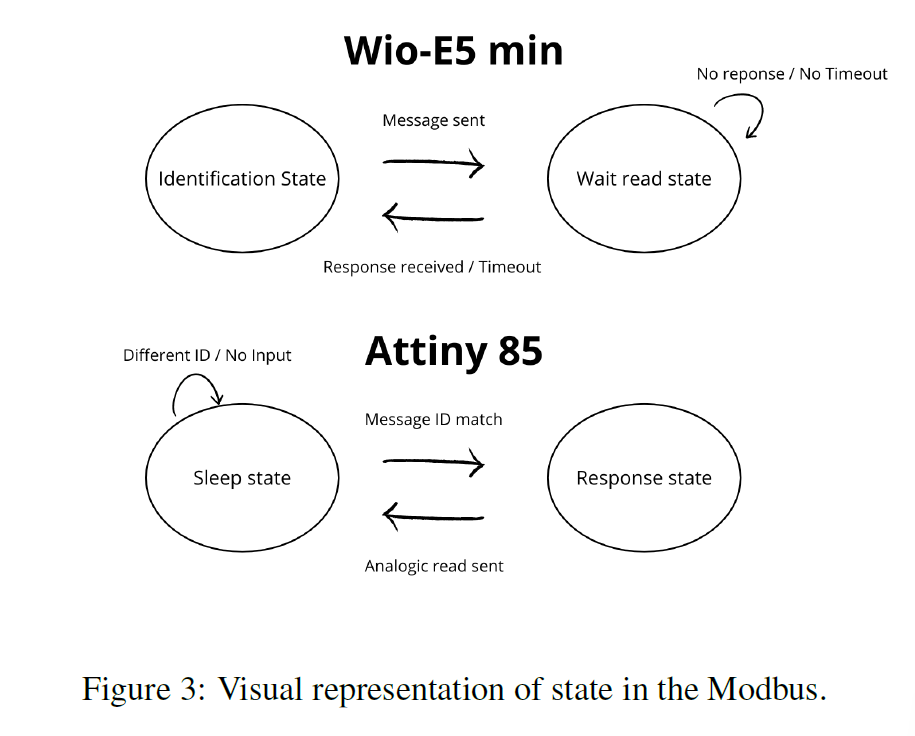 Wio-E5 min
No reponse / No Timeout
Message sent
Identification State
Wait read state
Response received / Timeout
Attiny 85
Different ID / No Input
Message ID match
Sleep state
Response state
Analogic read sent
Figure 3: Visual representation of state in the Modbus.